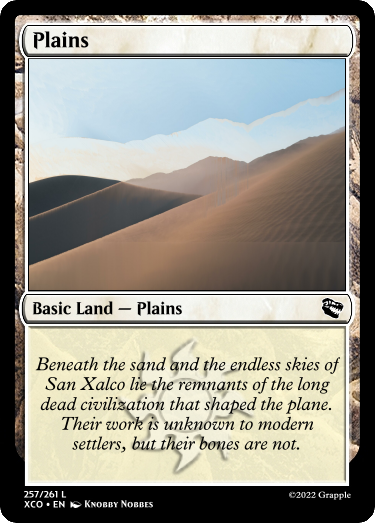 Plains
Basic Land — Plains
Beneath the sand and the endless skies of
San Xalco lie the remnants of the long
dead civilization that shaped the plane.
Their work is unknown to modern
settlers, but their bones are not.
257/261 L
XCO • EN Knobby Nobbes
©2022 Grapple